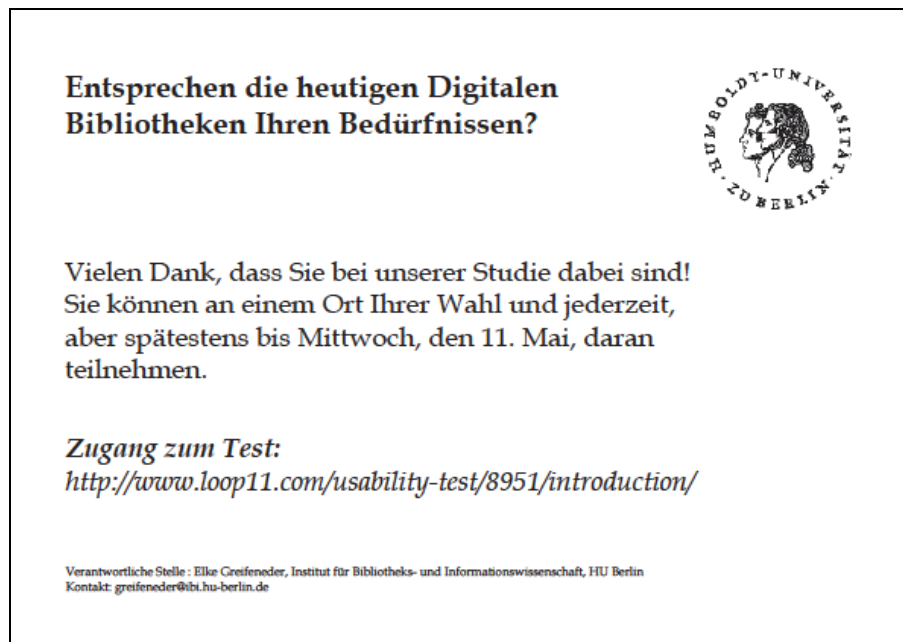 Entsprechen die heutigen Digitalen
Bibliotheken Ihren Bedürfnissen?
HUMBOLDT-UNIVERSITÄT · ZU BERLIN ·
Vielen Dank, dass Sie bei unserer Studie dabei sind!
Sie können an einem Ort Ihrer Wahl und jederzeit,
aber spätestens bis Mittwoch, den 11. Mai, daran
teilnehmen.
Zugang zum Test:
http://www.loop11.com/usability-test/8951/introduction/
Verantwortliche Stelle : Elke Greifeneder, Institut für Bibliotheks- und Informationswissenschaft, HU Berlin
Kontakt: greifeneder@ibi.hu-berlin.de